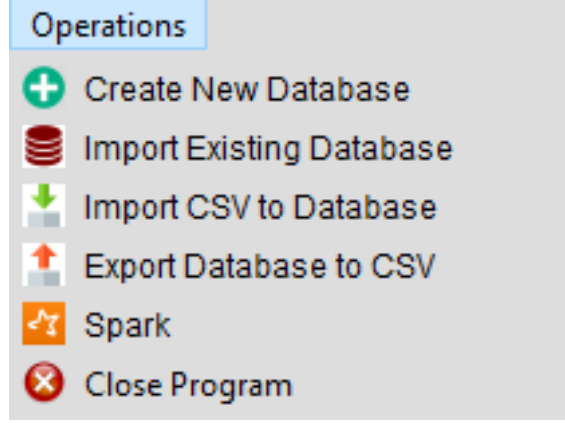 Operations
Create New Database
Import Existing Database
Import CSV to Database
Export Database to CSV
Spark
Close Program